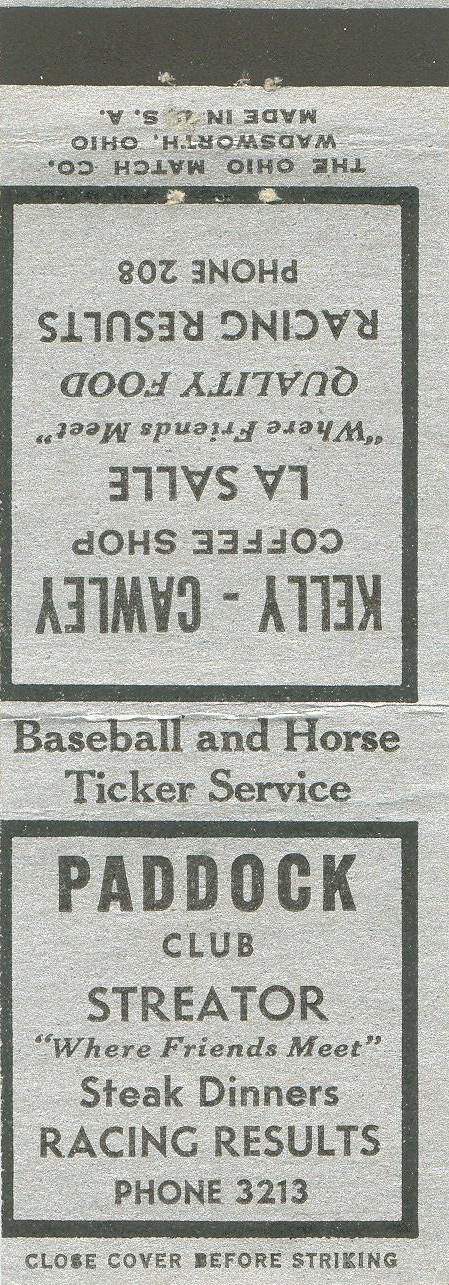 THE OHIO MATCH CO.
WADSWORTH, OHIO
MADE IN U. S. A.
KELLY - CAWLEY
COFFEE SHOP
LA SALLE
"Where Friends Meet"
QUALITY FOOD
RACING RESULTS
PHONE 208
Baseball and Horse
Ticker Service
PADDOCK
CLUB
STREATOR
"Where Friends Meet"
Steak Dinners
RACING RESULTS
PHONE 3213
CLOSE COVER BEFORE STRIKING